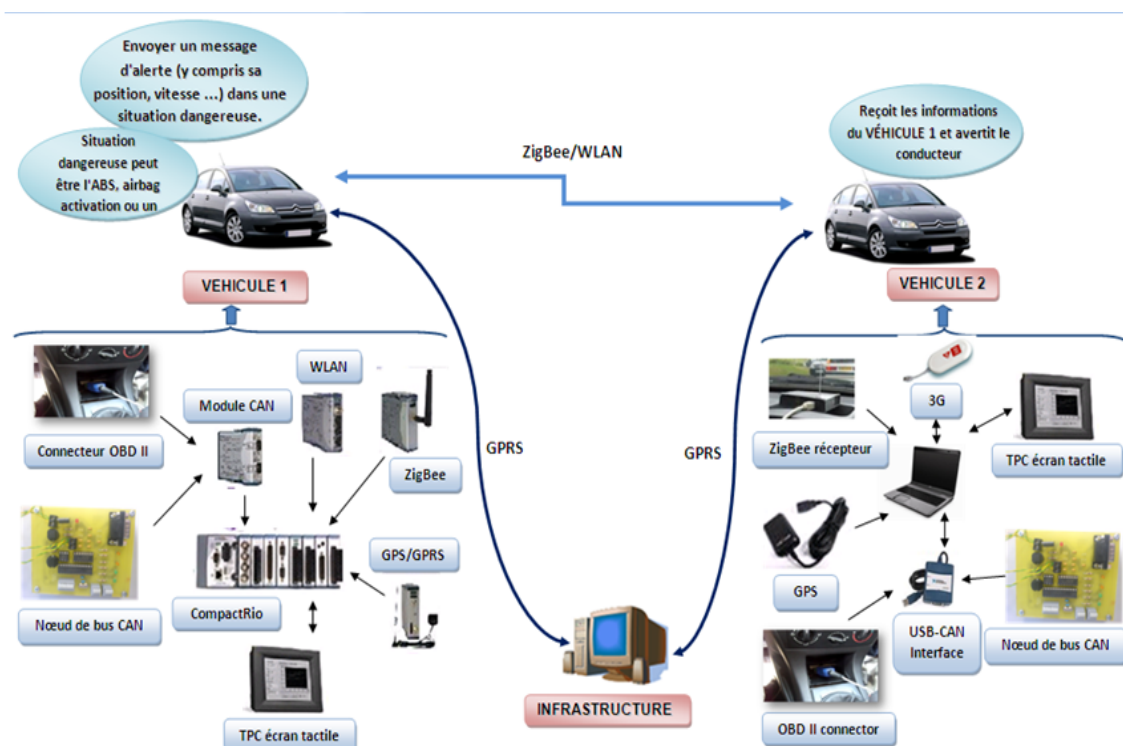 Envoyer un message
d'alerte (y compris sa
position, vitesse ...) dans une
situation dangereuse.
Situation
dangereuse peut
être l'ABS, airbag
activation ou un
Reçoit les informations
du VÉHICULE 1 et avertit le
conducteur
ZigBee/WLAN
VEHICULE 1
VEHICULE 2
WLAN
Module CAN
Connecteur OBD II
ZigBee
GPS/GPRS
Nœud de bus CAN
CompactRio
TPC écran tactile
GPRS
GPRS
INFRASTRUCTURE
3G
ZigBee récepteur
TPC écran tactile
GPS
USB-CAN
Interface
Nœud de bus CAN
OBD II connector